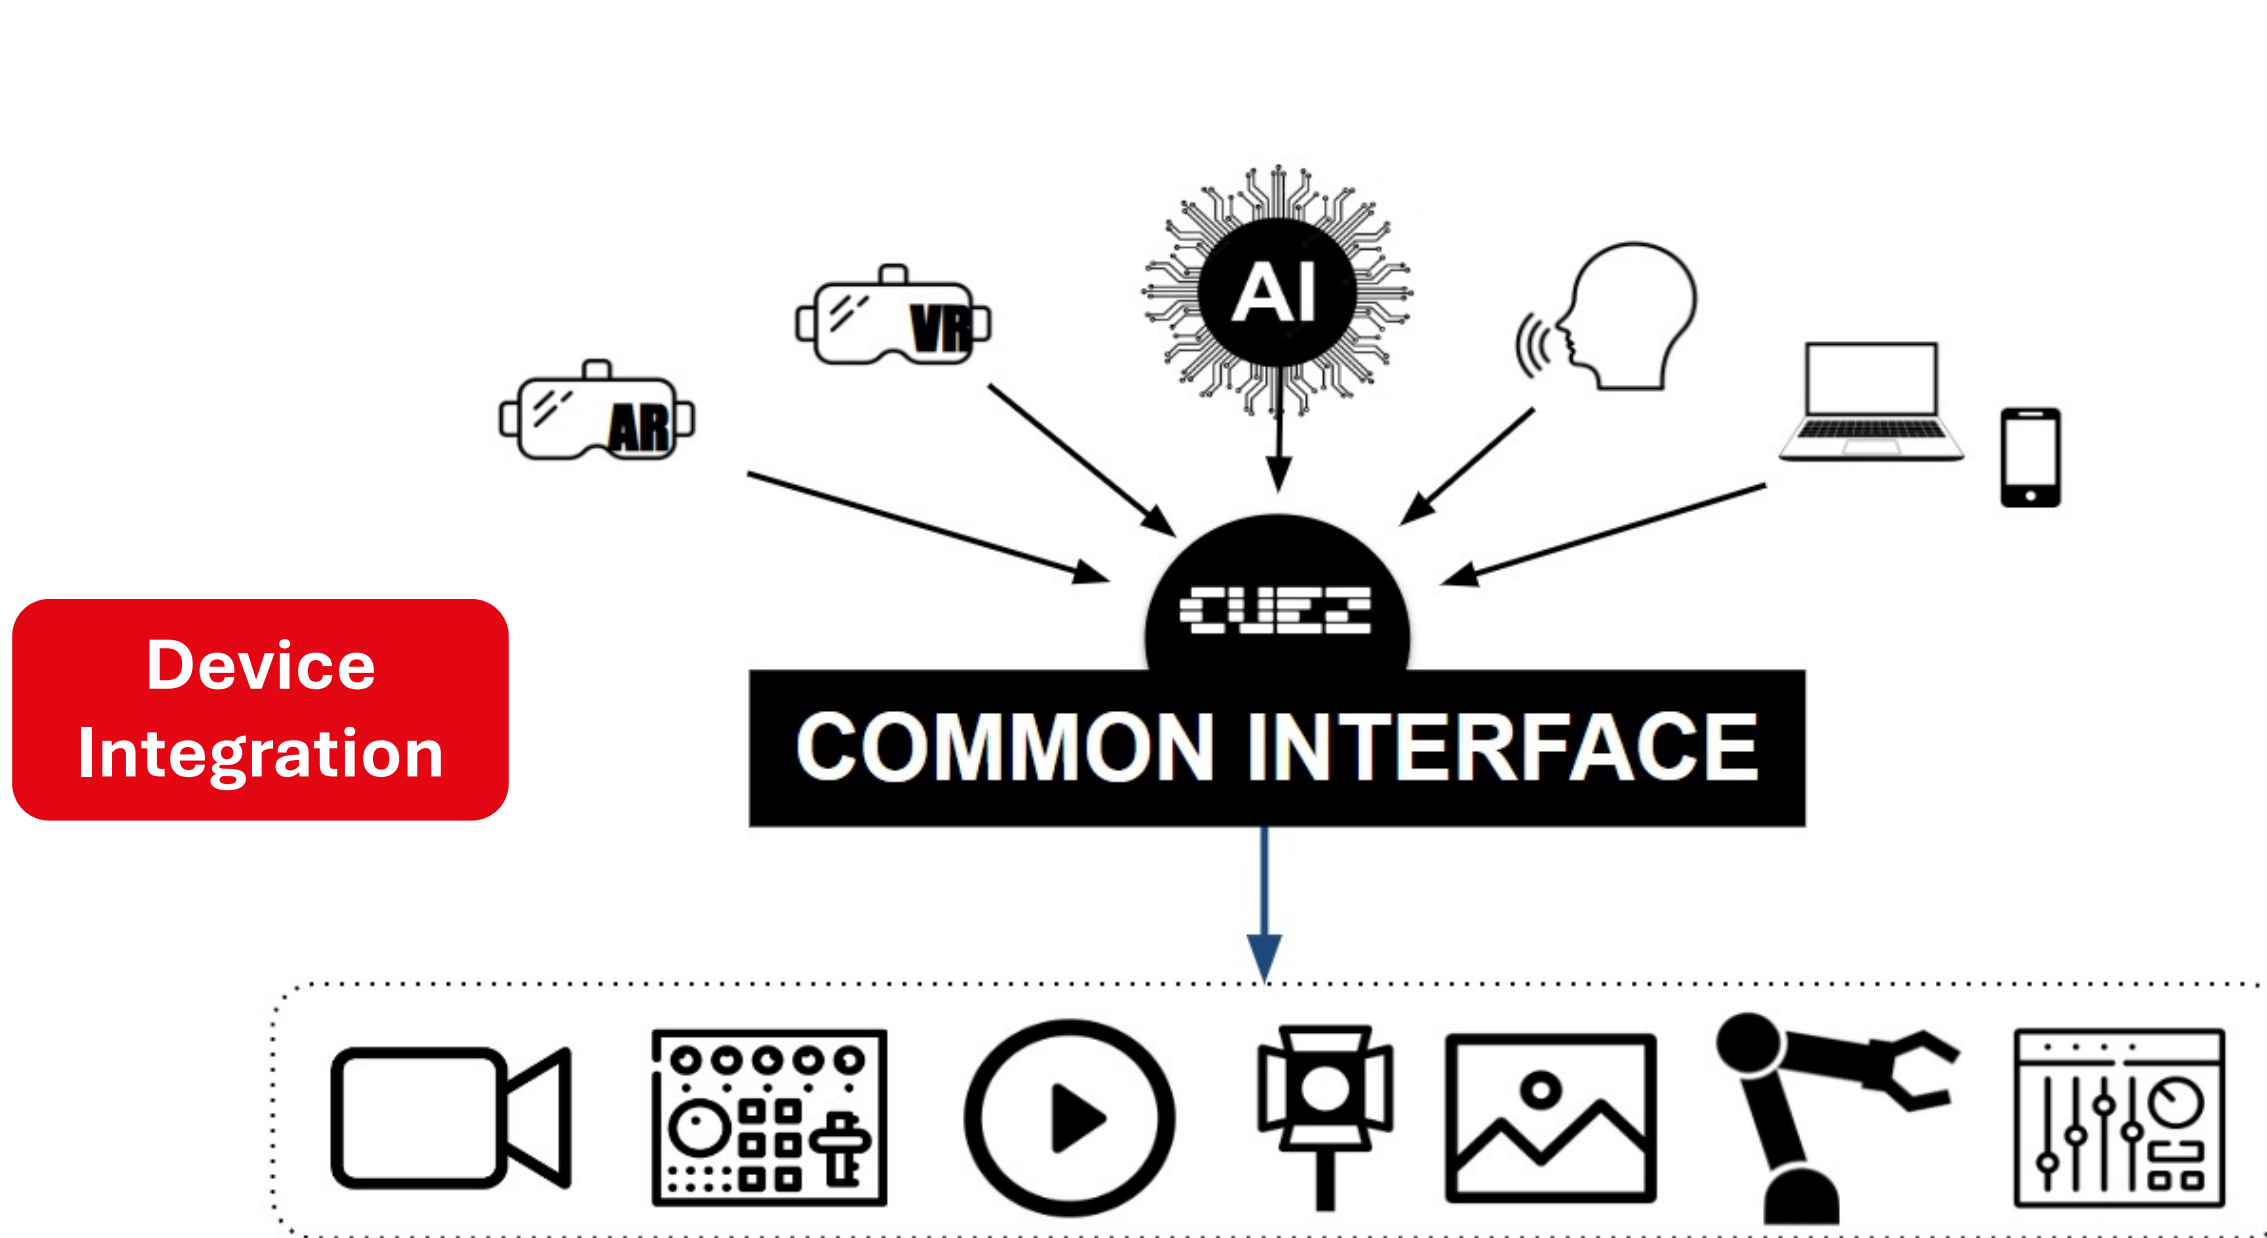 AI
VR
AR
CUEZ
Device
Integration
COMMON INTERFACE